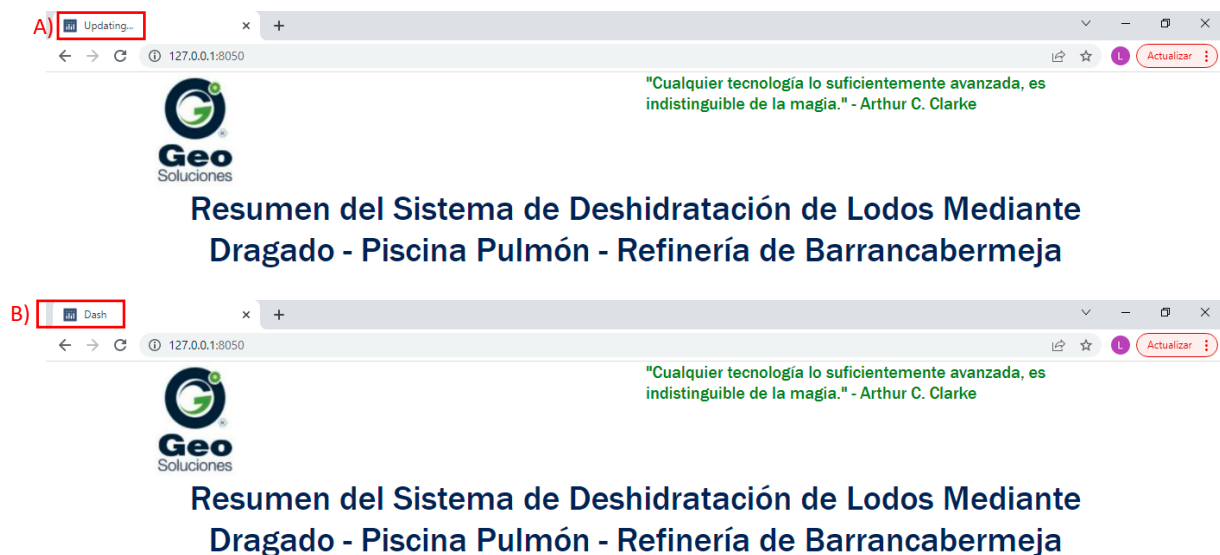 A) Updating...
127.0.0.1:8050
L Actualizar
"Cualquier tecnología lo suficientemente avanzada, es
indistinguible de la magia." - Arthur C. Clarke
Geo
Soluciones
Resumen del Sistema de Deshidratación de Lodos Mediante
Dragado - Piscina Pulmón - Refinería de Barrancabermeja
B) Dash
127.0.0.1:8050
L Actualizar
"Cualquier tecnología lo suficientemente avanzada, es
indistinguible de la magia." - Arthur C. Clarke
Geo
Soluciones
Resumen del Sistema de Deshidratación de Lodos Mediante
Dragado - Piscina Pulmón - Refinería de Barrancabermeja